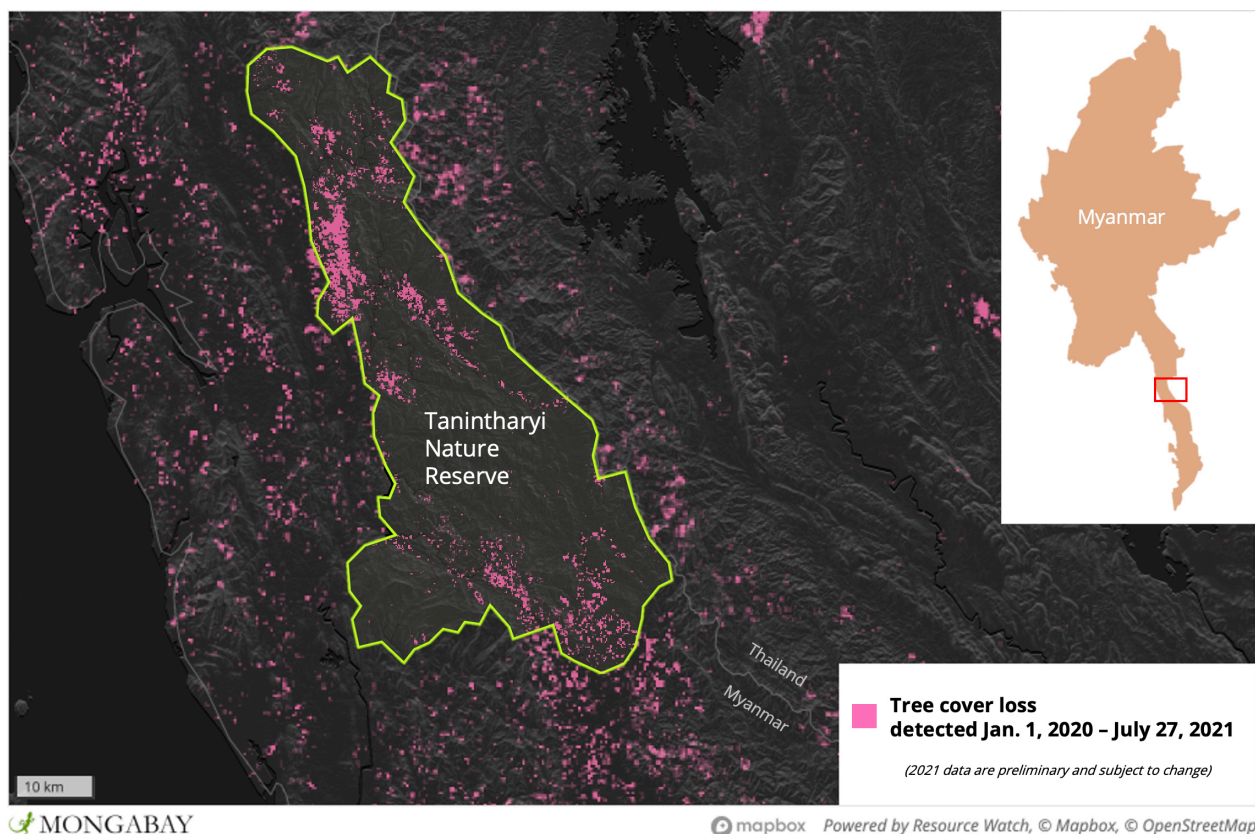 Myanmar
Tanintharyi
Nature
Reserve
Thailand
Myanmar
Tree cover loss
detected Jan. 1, 2020 – July 27, 2021
(2021 data are preliminary and subject to change)
10 km
MONGABAY
mapbox Powered by Resource Watch, © Mapbox, © OpenStreetMap